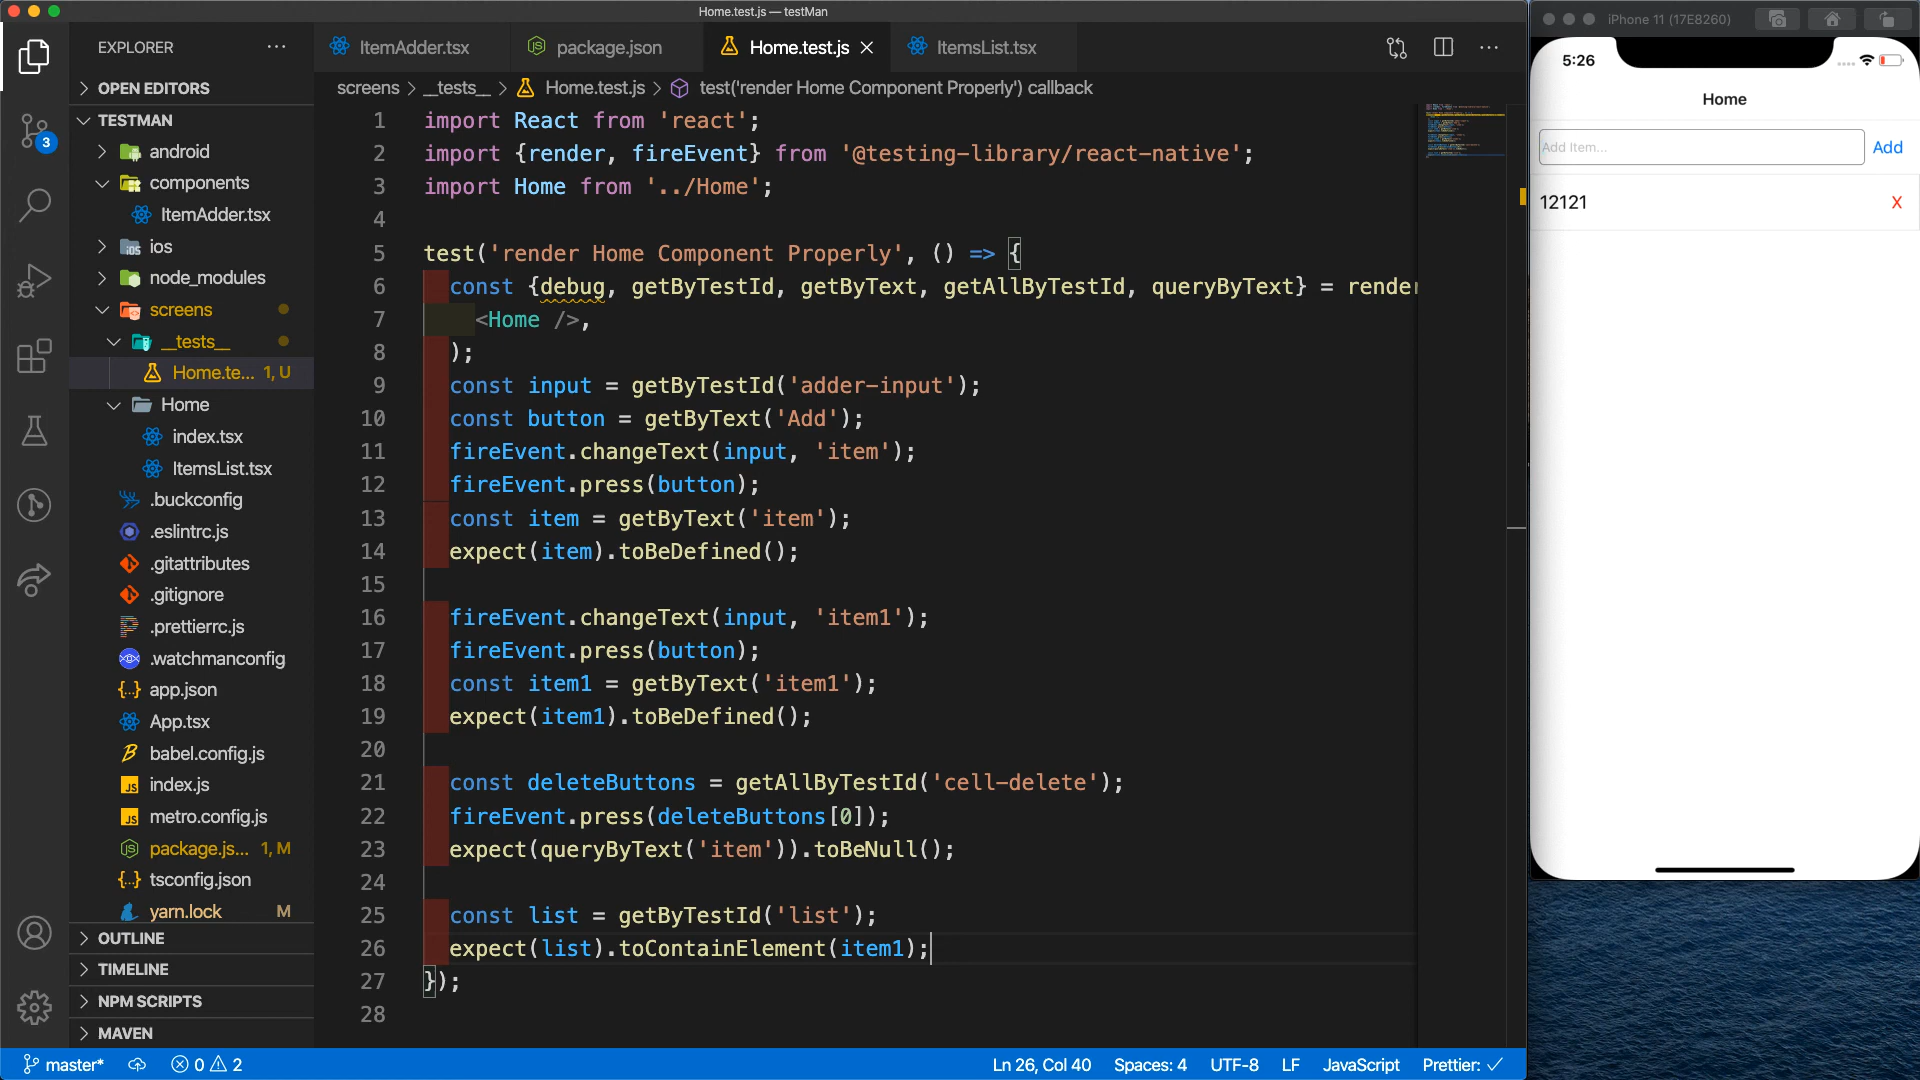 Home.test.js — testMan
EXPLORER
OPEN EDITORS
TESTMAN
android
components
ItemAdder.tsx
ios
node_modules
screens
__tests__
Home.te... 1, U
Home
index.tsx
ItemsList.tsx
.buckconfig
.eslintrc.js
.gitattributes
.gitignore
.prettierrc.js
.watchmanconfig
app.json
App.tsx
babel.config.js
index.js
metro.config.js
package.js... 1, M
tsconfig.json
yarn.lock M
OUTLINE
TIMELINE
NPM SCRIPTS
MAVEN
3
ItemAdder.tsx package.json Home.test.js ItemsList.tsx
screens > __tests__ > Home.test.js > test('render Home Component Properly') callback
1 import React from 'react';
2 import {render, fireEvent} from '@testing-library/react-native';
3 import Home from '../Home';
4
5 test('render Home Component Properly', () => {
6 const {debug, getByTestId, getByText, getAllByTestId, queryByText} = render
7 <Home />,
8 );
9 const input = getByTestId('adder-input');
10 const button = getByText('Add');
11 fireEvent.changeText(input, 'item');
12 fireEvent.press(button);
13 const item = getByText('item');
14 expect(item).toBeDefined();
15
16 fireEvent.changeText(input, 'item1');
17 fireEvent.press(button);
18 const item1 = getByText('item1');
19 expect(item1).toBeDefined();
20
21 const deleteButtons = getAllByTestId('cell-delete');
22 fireEvent.press(deleteButtons[0]);
23 expect(queryByText('item')).toBeNull();
24
25 const list = getByTestId('list');
26 expect(list).toContainElement(item1);
27 });
28
master* 0 2 Ln 26, Col 40 Spaces: 4 UTF-8 LF JavaScript Prettier: ✓
iPhone 11 (17E8260)
5:26
Home
Add Item... Add
12121 X